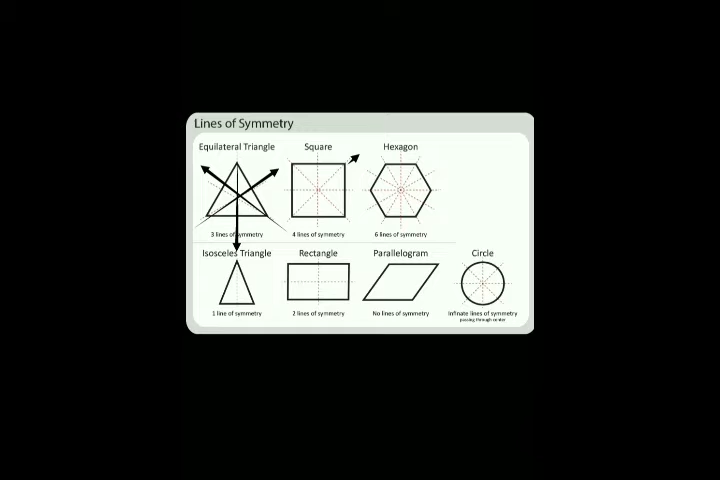 Lines of Symmetry
Equilateral Triangle
Square
Hexagon
3 lines of symmetry
4 lines of symmetry
6 lines of symmetry
Isosceles Triangle
Rectangle
Parallelogram
Circle
1 line of symmetry
2 lines of symmetry
No lines of symmetry
Infinate lines of symmetry
passing through center